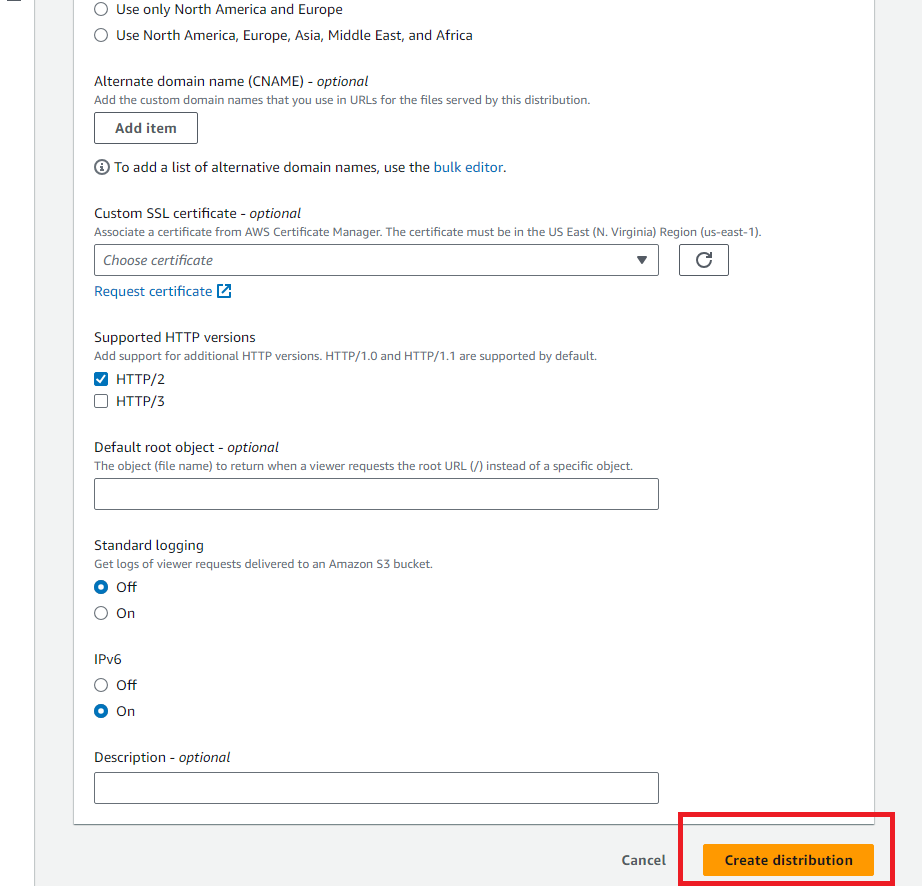 Use only North America and Europe
Use North America, Europe, Asia, Middle East, and Africa
Alternate domain name (CNAME) - optional
Add the custom domain names that you use in URLs for the files served by this distribution.
Add item
To add a list of alternative domain names, use the bulk editor.
Custom SSL certificate - optional
Associate a certificate from AWS Certificate Manager. The certificate must be in the US East (N. Virginia) Region (us-east-1).
Choose certificate
Request certificate
Supported HTTP versions
Add support for additional HTTP versions. HTTP/1.0 and HTTP/1.1 are supported by default.
HTTP/2
HTTP/3
Default root object - optional
The object (file name) to return when a viewer requests the root URL (/) instead of a specific object.
Standard logging
Get logs of viewer requests delivered to an Amazon S3 bucket.
Off
On
IPv6
Off
On
Description - optional
Cancel Create distribution